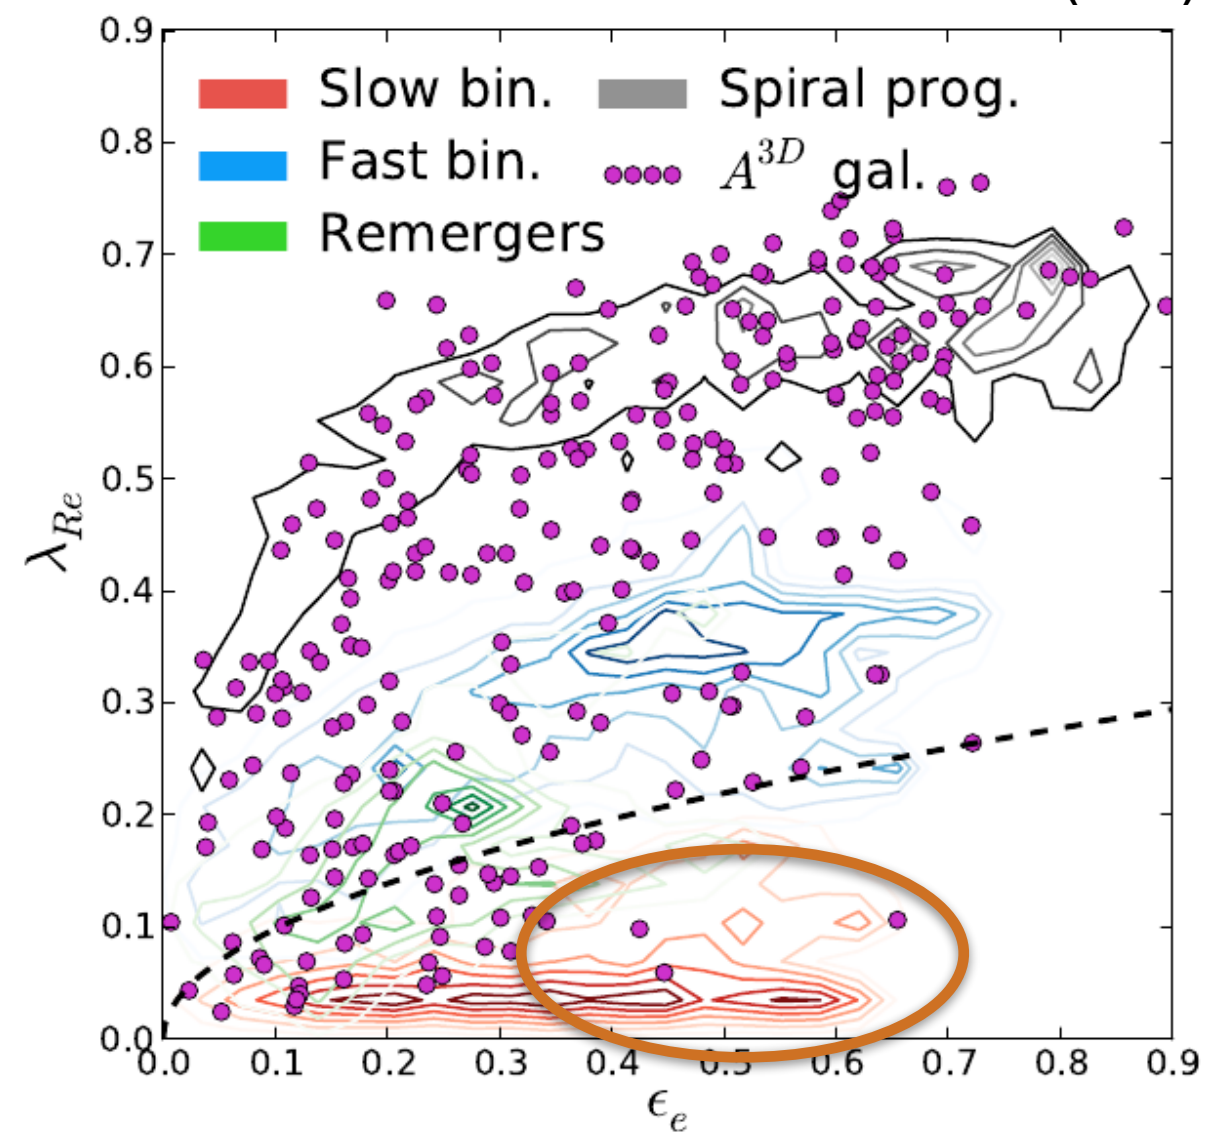 Slow bin.
Spiral prog.
Fast bin.
A^{3D} gal.
Remergers
0.9
0.8
0.7
0.6
0.5
0.4
0.3
0.2
0.1
0.0
λ_{Re}
0.0 0.1 0.2 0.3 0.4 0.5 0.6 0.7 0.8 0.9
ϵ_e